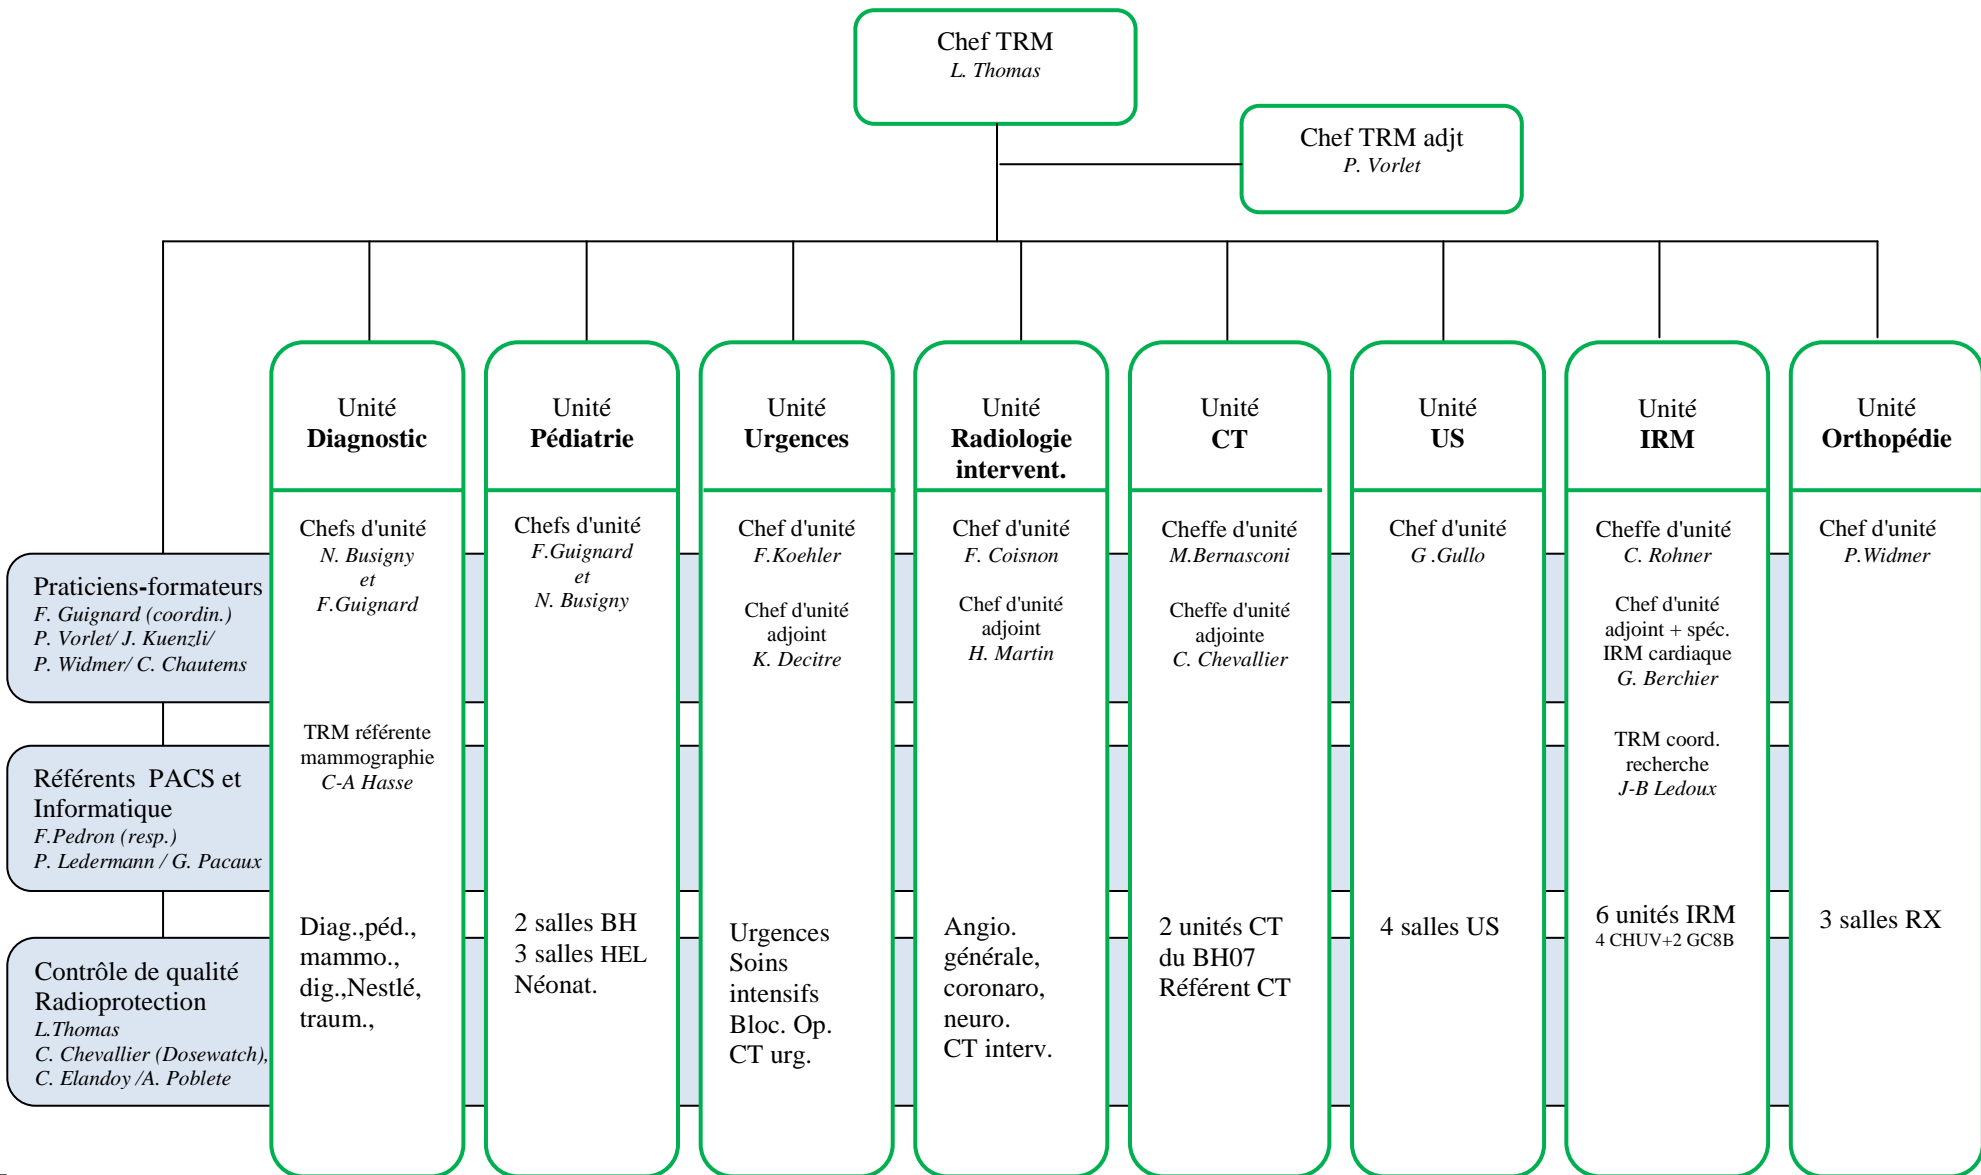 Chef TRM
L. Thomas
Chef TRM adjt
P. Vorlet
Unité
Diagnostic
Chefs d'unité
N. Busigny
et
F.Guignard
TRM référente
mammographie
C-A Hasse
Diag.,péd.,
mammo.,
dig.,Nestlé,
traum.,
Unité
Pédiatrie
Chefs d'unité
F.Guignard
et
N. Busigny
2 salles BH
3 salles HEL
Néonat.
Unité
Urgences
Chef d'unité
F.Koehler
Chef d'unité
adjoint
K. Decitre
Urgences
Soins
intensifs
Bloc. Op.
CT urg.
Unité
Radiologie
intervent.
Chef d'unité
F. Coisnon
Chef d'unité
adjoint
H. Martin
Angio.
générale,
coronaro,
neuro.
CT interv.
Unité
CT
Cheffe d'unité
M.Bernasconi
Cheffe d'unité
adjointe
C. Chevallier
2 unités CT
du BH07
Référent CT
Unité
US
Chef d'unité
G .Gullo
4 salles US
Unité
IRM
Cheffe d'unité
C. Rohner
Chef d'unité
adjoint + spéc.
IRM cardiaque
G. Berchier
TRM coord.
recherche
J-B Ledoux
6 unités IRM
4 CHUV+2 GC8B
Unité
Orthopédie
Chef d'unité
P.Widmer
3 salles RX
Praticiens-formateurs
F. Guignard (coordin.)
P. Vorlet/ J. Kuenzli/
P. Widmer/ C. Chautems
Référents PACS et
Informatique
F.Pedron (resp.)
P. Ledermann / G. Pacaux
Contrôle de qualité
Radioprotection
L.Thomas
C. Chevallier (Dosewatch),
C. Elandoy /A. Poblete